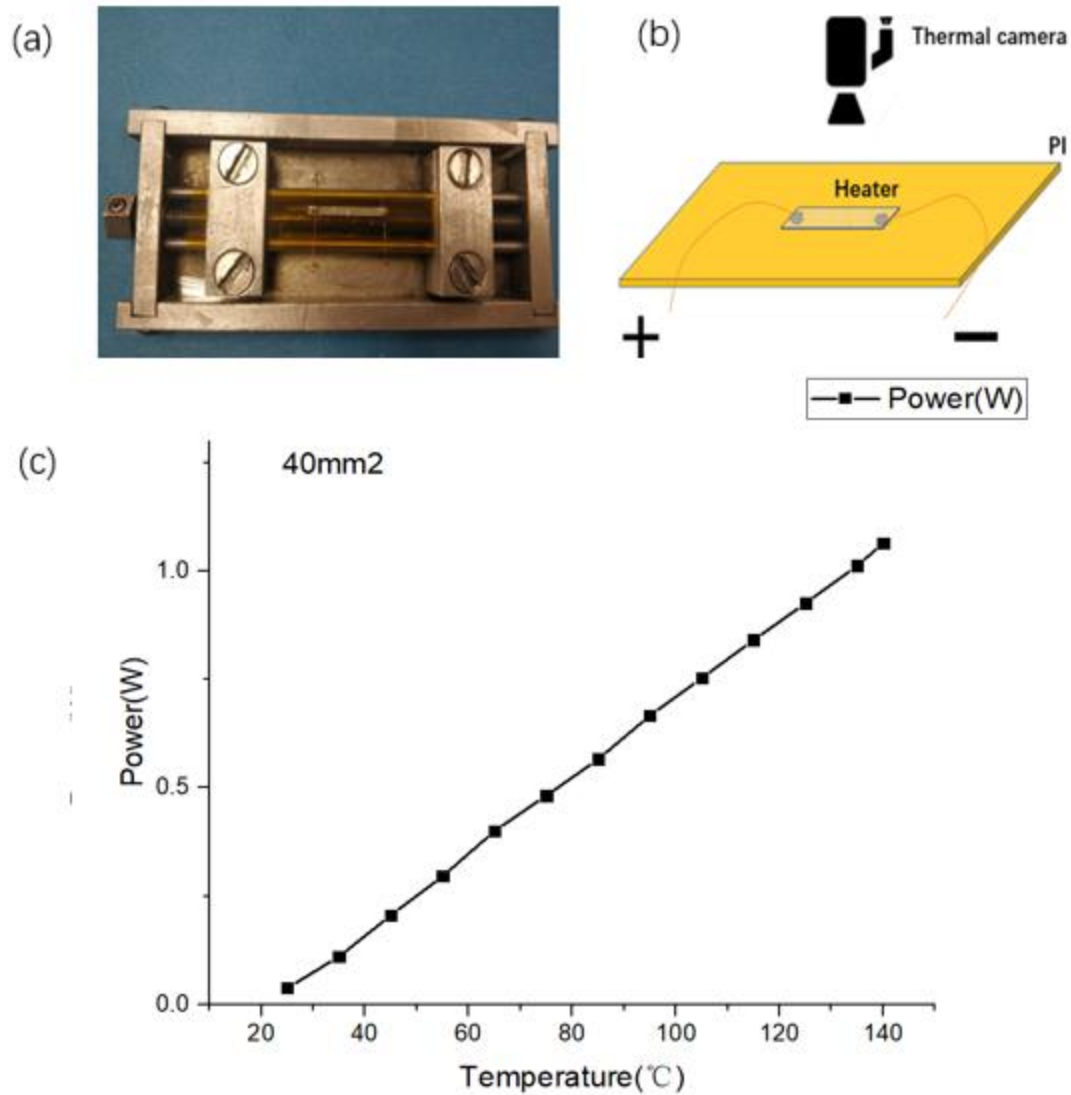 (a)
(b)
Thermal camera
PI
Heater
+
−
Power(W)
(c)
40mm2
1.0
0.5
0.0
Power(W)
20 40 60 80 100 120 140
Temperature(℃)